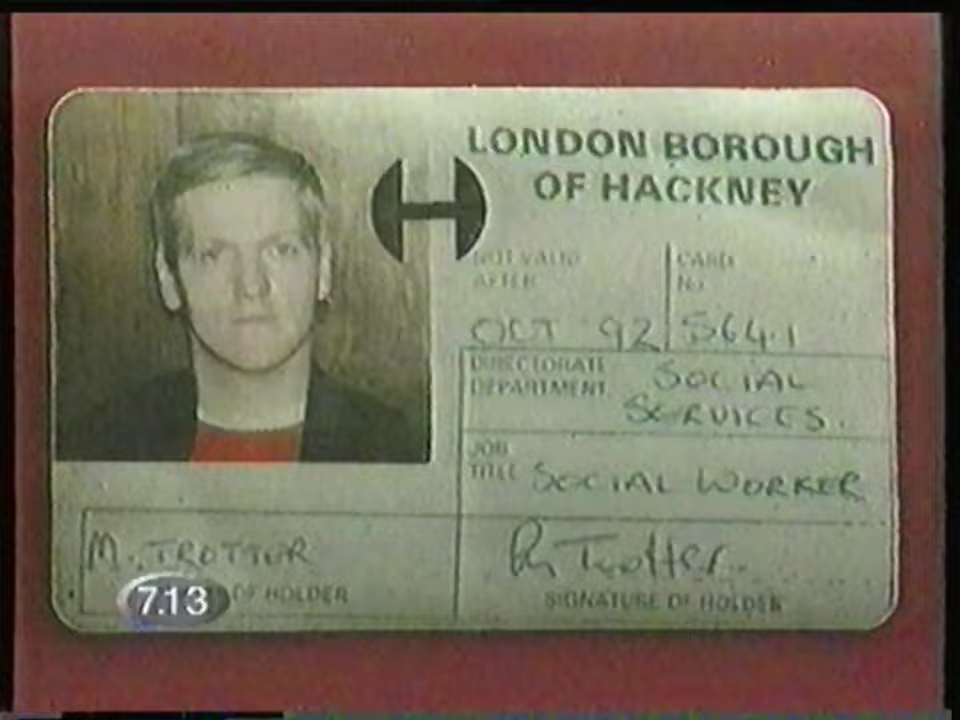 LONDON BOROUGH
OF HACKNEY
NOT VALID
AFTER
OCT 92
CARD
No.
5641
DIRECTORATE
DEPARTMENT
SOCIAL
SERVICES.
JOB
TITLE
SOCIAL WORKER
M. TROTTER
OF HOLDER
Trotter.
SIGNATURE OF HOLDER
7.13